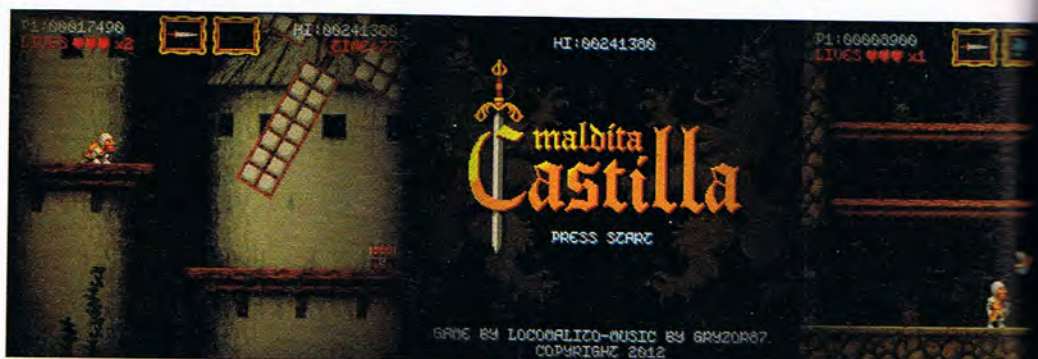 P1:00017490
LIVES x2
HI:00241380
HI:00241380
maldita
Castilla
PRESS START
GAME BY LOCOMALITO-MUSIC BY GRYZOR87.
COPYRIGHT 2012
P1:00008900
LIVES x1